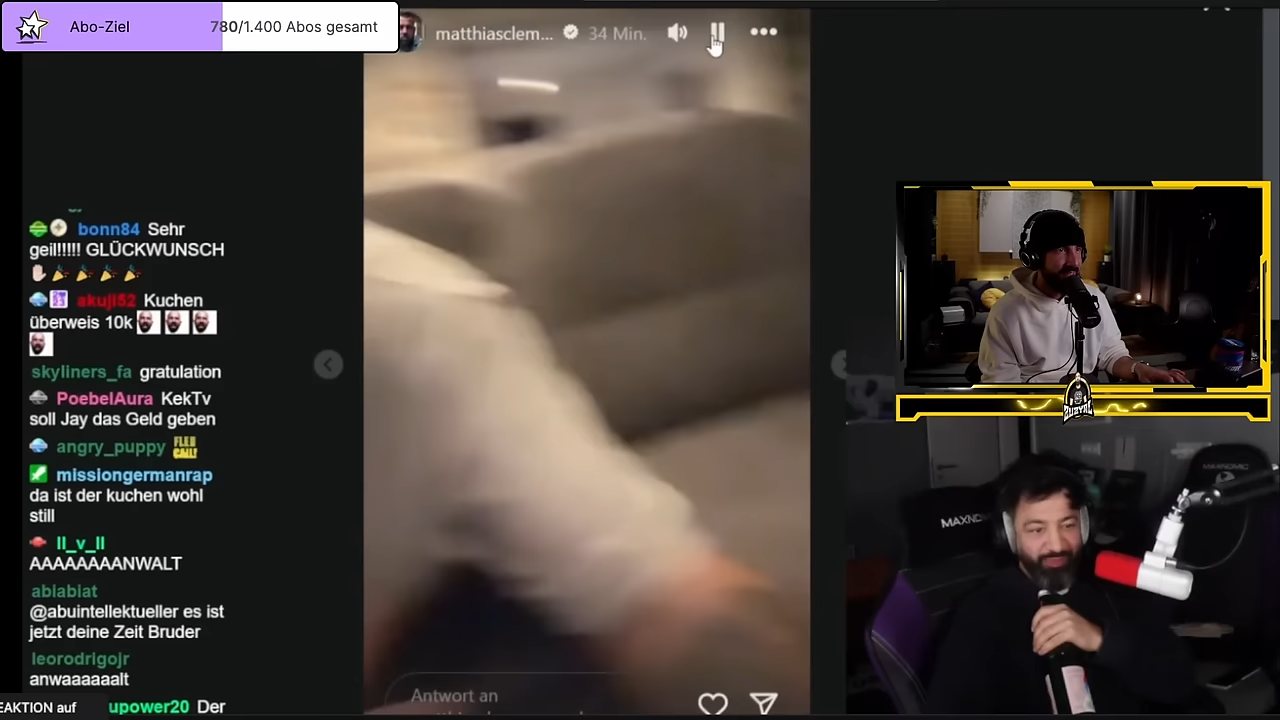 Abo-Ziel
780/1.400 Abos gesamt
matthiasclem... 34 Min.
bonn84 Sehr
geil!!!!! GLÜCKWUNSCH
akuji52 Kuchen
überweis 10k
skyliners_fa gratulation
PoebelAura KekTv
soll Jay das Geld geben
angry_puppy
missiongermanrap
da ist der kuchen wohl
still
ll_v_ll
AAAAAAAANWALT
abiabiat
@abuintellektueller es ist
jetzt deine Zeit Bruder
leorodrigojr
anwaaaaaalt
upower20 Der
EAKTION auf
Antwort an
MAXNOMIC